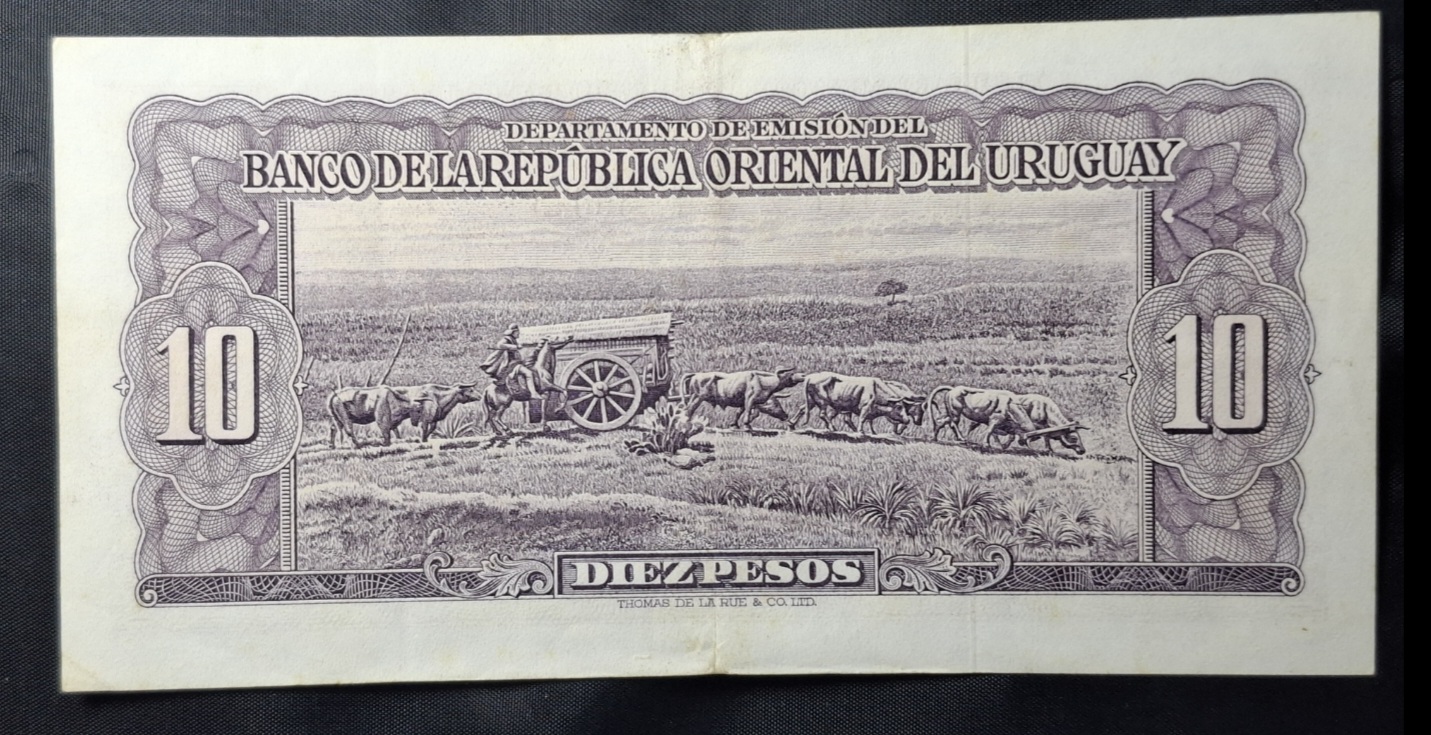 DEPARTAMENTO DE EMISIÓN DEL
BANCO DE LA REPÚBLICA ORIENTAL DEL URUGUAY
10 10
DIEZ PESOS
THOMAS DE LA RUE & CO. LTD.